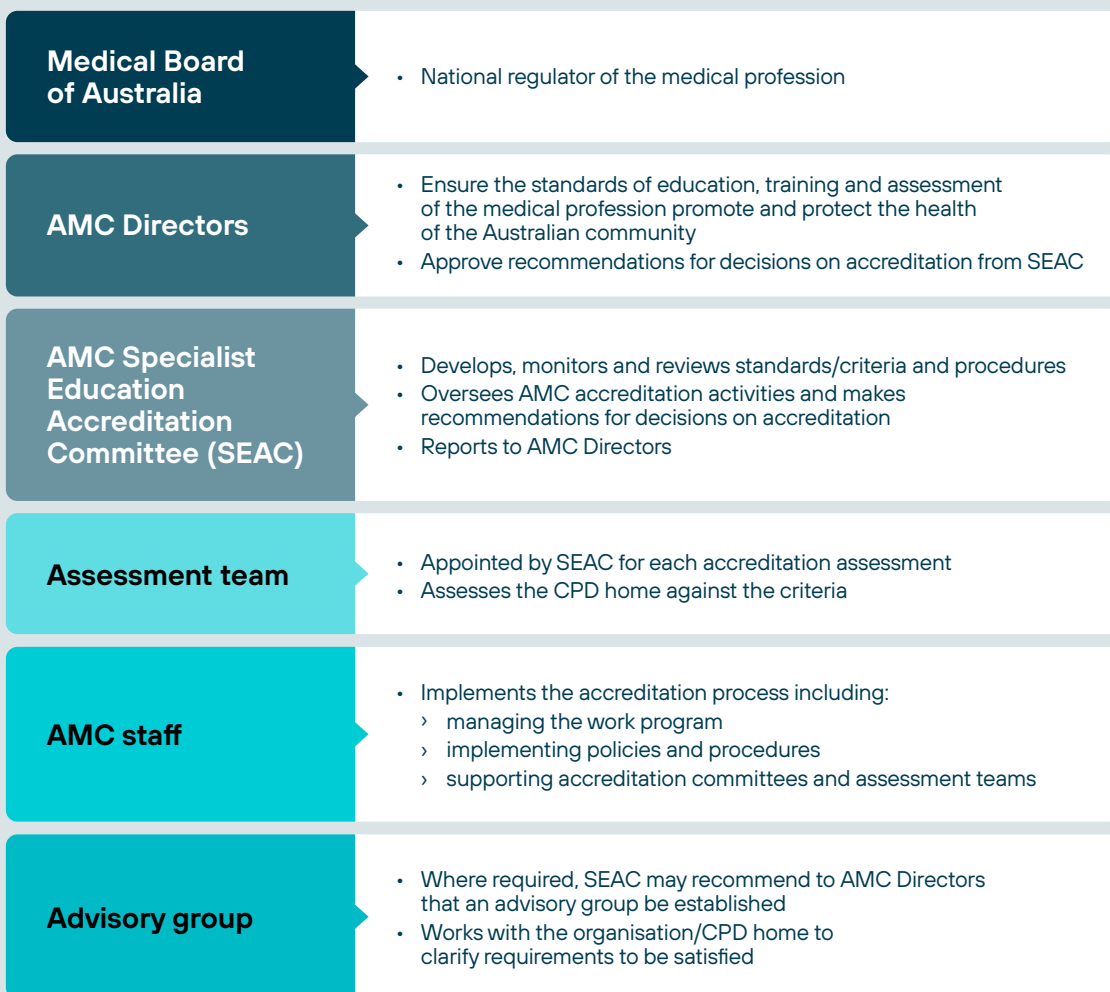 Medical Board
of Australia
• National regulator of the medical profession
AMC Directors
• Ensure the standards of education, training and assessment
of the medical profession promote and protect the health
of the Australian community
• Approve recommendations for decisions on accreditation from SEAC
AMC Specialist
Education
Accreditation
Committee (SEAC)
• Develops, monitors and reviews standards/criteria and procedures
• Oversees AMC accreditation activities and makes
recommendations for decisions on accreditation
• Reports to AMC Directors
Assessment team
• Appointed by SEAC for each accreditation assessment
• Assesses the CPD home against the criteria
AMC staff
• Implements the accreditation process including:
› managing the work program
› implementing policies and procedures
› supporting accreditation committees and assessment teams
Advisory group
• Where required, SEAC may recommend to AMC Directors
that an advisory group be established
• Works with the organisation/CPD home to
clarify requirements to be satisfied